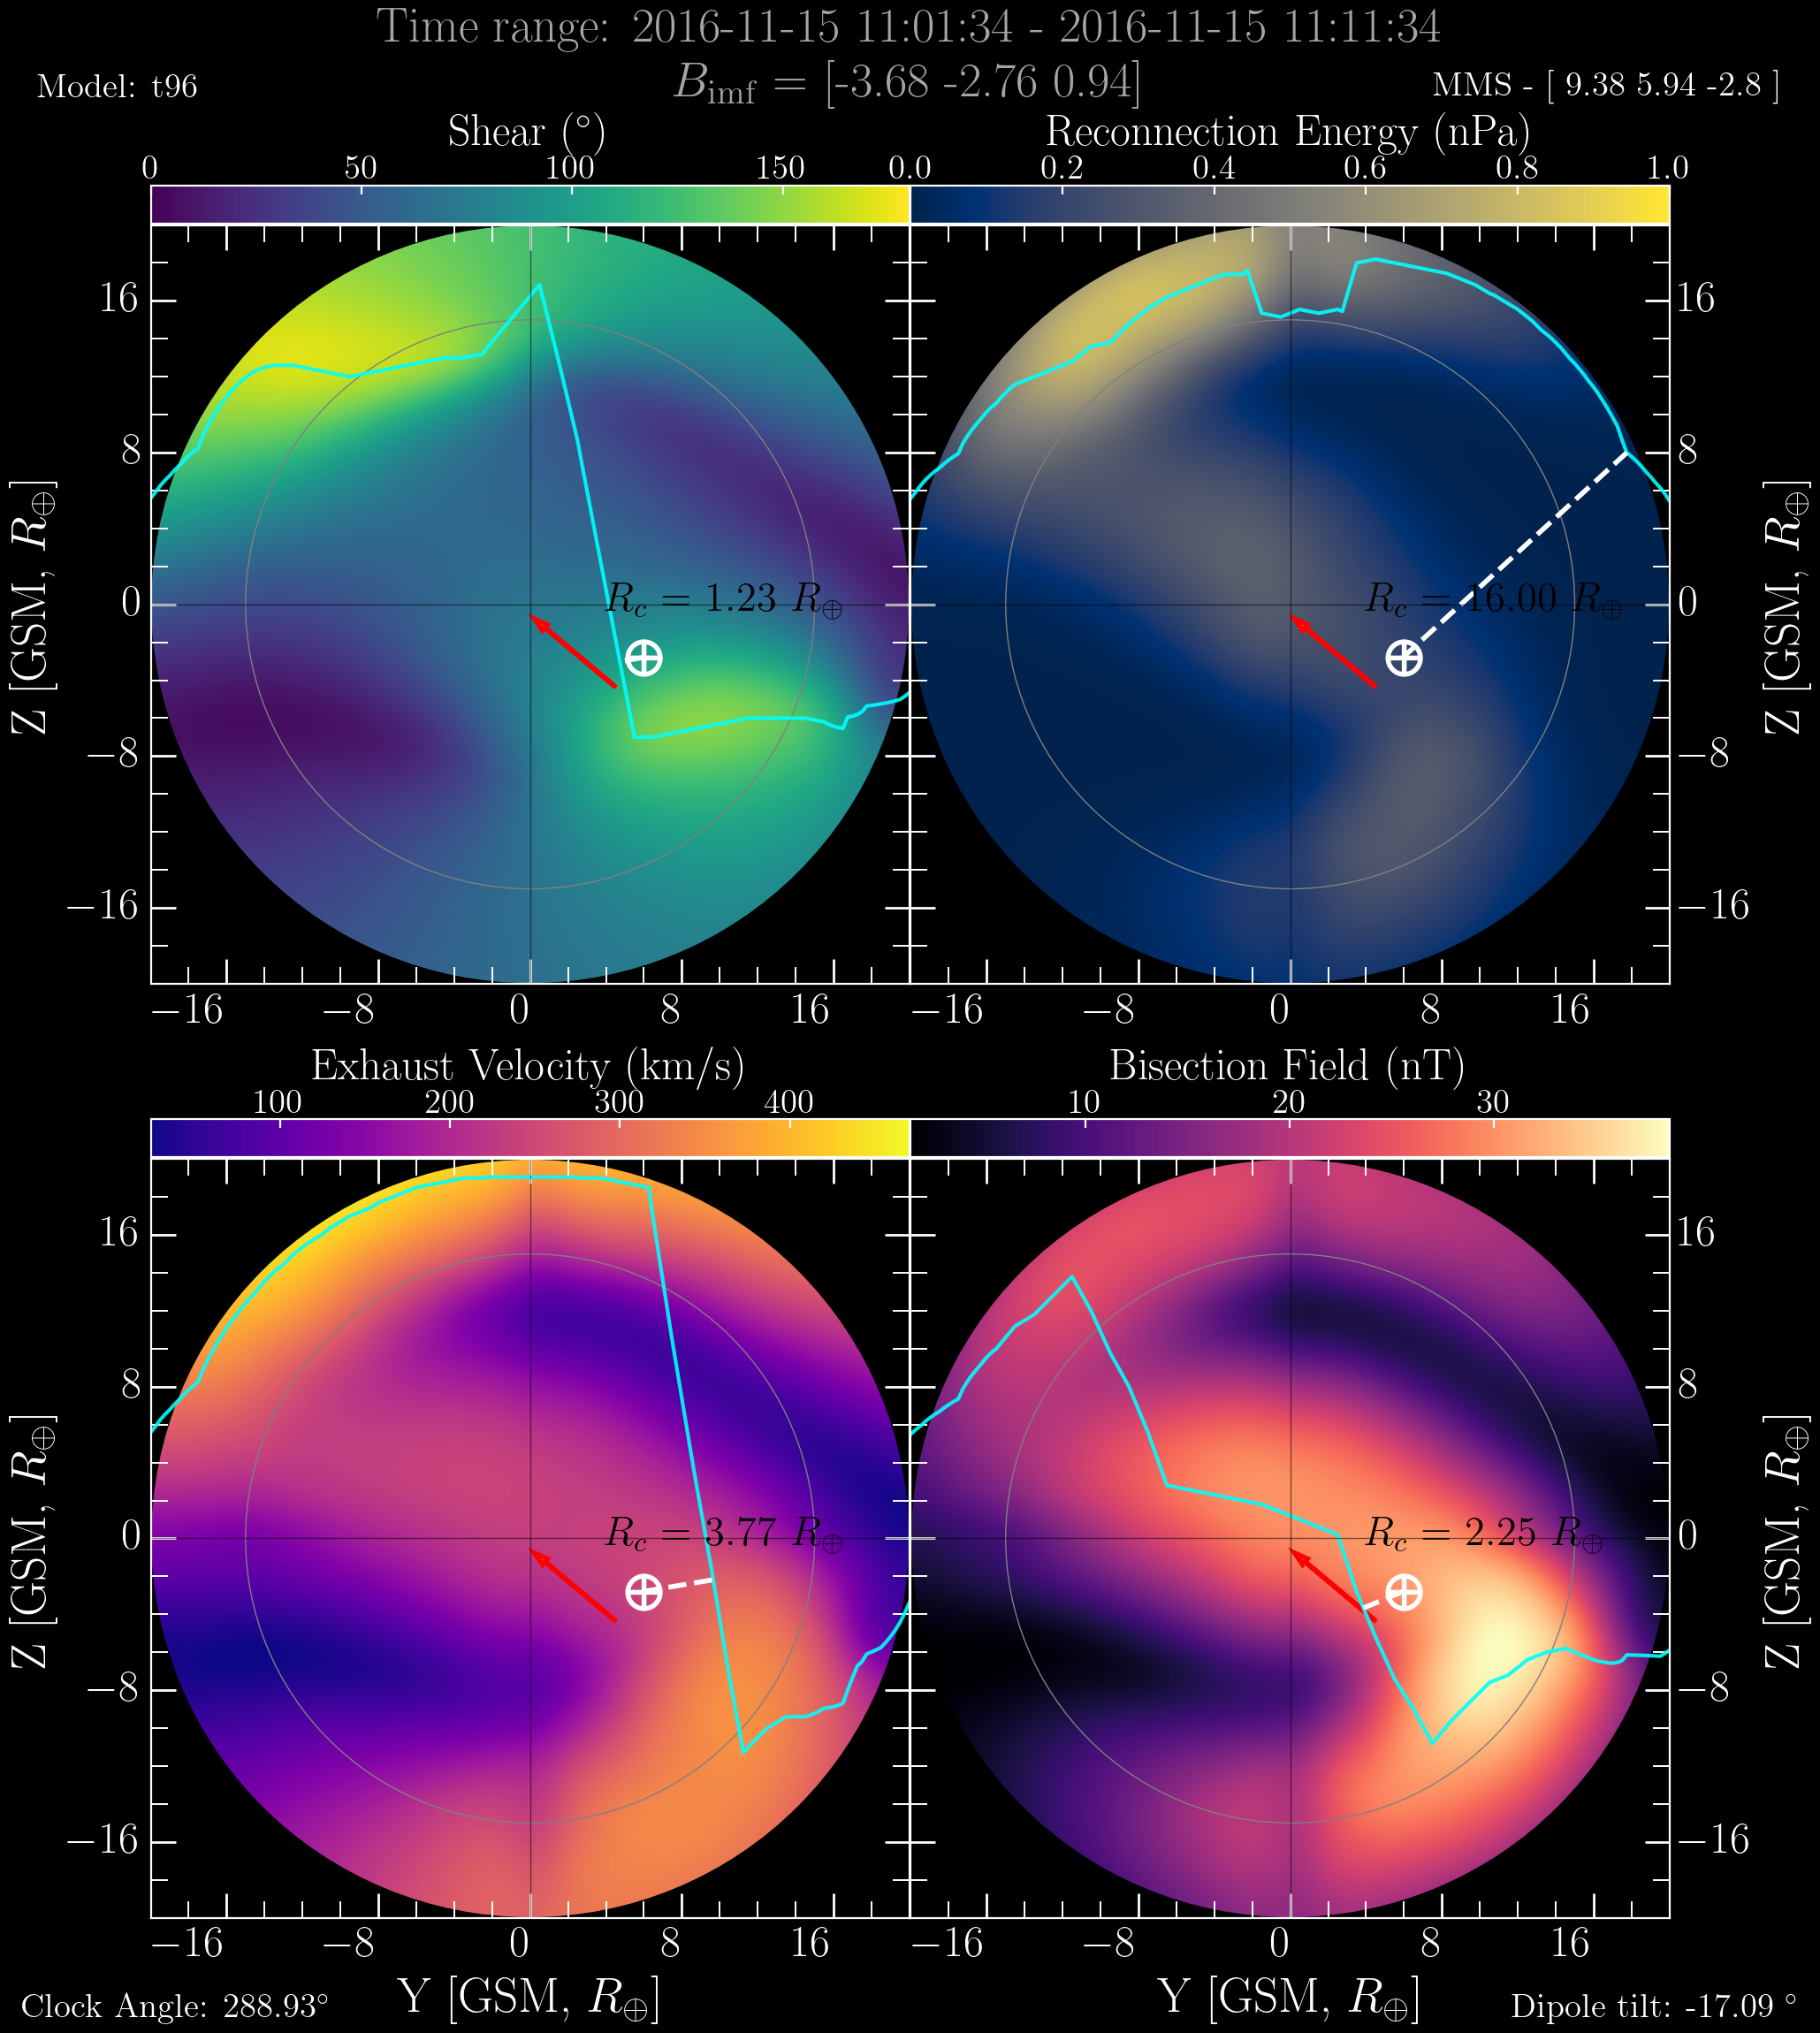 Time range: 2016-11-15 11:01:34 - 2016-11-15 11:11:34
Model: t96
B_imf = [-3.68 -2.76 0.94]
MMS - [ 9.38 5.94 -2.8 ]
Shear (°)
0 50 100 150
Reconnection Energy (nPa)
0.0 0.2 0.4 0.6 0.8 1.0
Z [GSM, R⊕]
16
8
0
−8
−16
R_c = 1.23 R⊕
−16 −8 0 8 16
R_c = 16.00 R⊕
16
8
0
−8
−16
Z [GSM, R⊕]
−16 −8 0 8 16
Exhaust Velocity (km/s)
100 200 300 400
Bisection Field (nT)
10 20 30
Z [GSM, R⊕]
16
8
0
−8
−16
R_c = 3.77 R⊕
−16 −8 0 8 16
Y [GSM, R⊕]
R_c = 2.25 R⊕
16
8
0
−8
−16
Z [GSM, R⊕]
−16 −8 0 8 16
Y [GSM, R⊕]
Clock Angle: 288.93°
Dipole tilt: -17.09 °